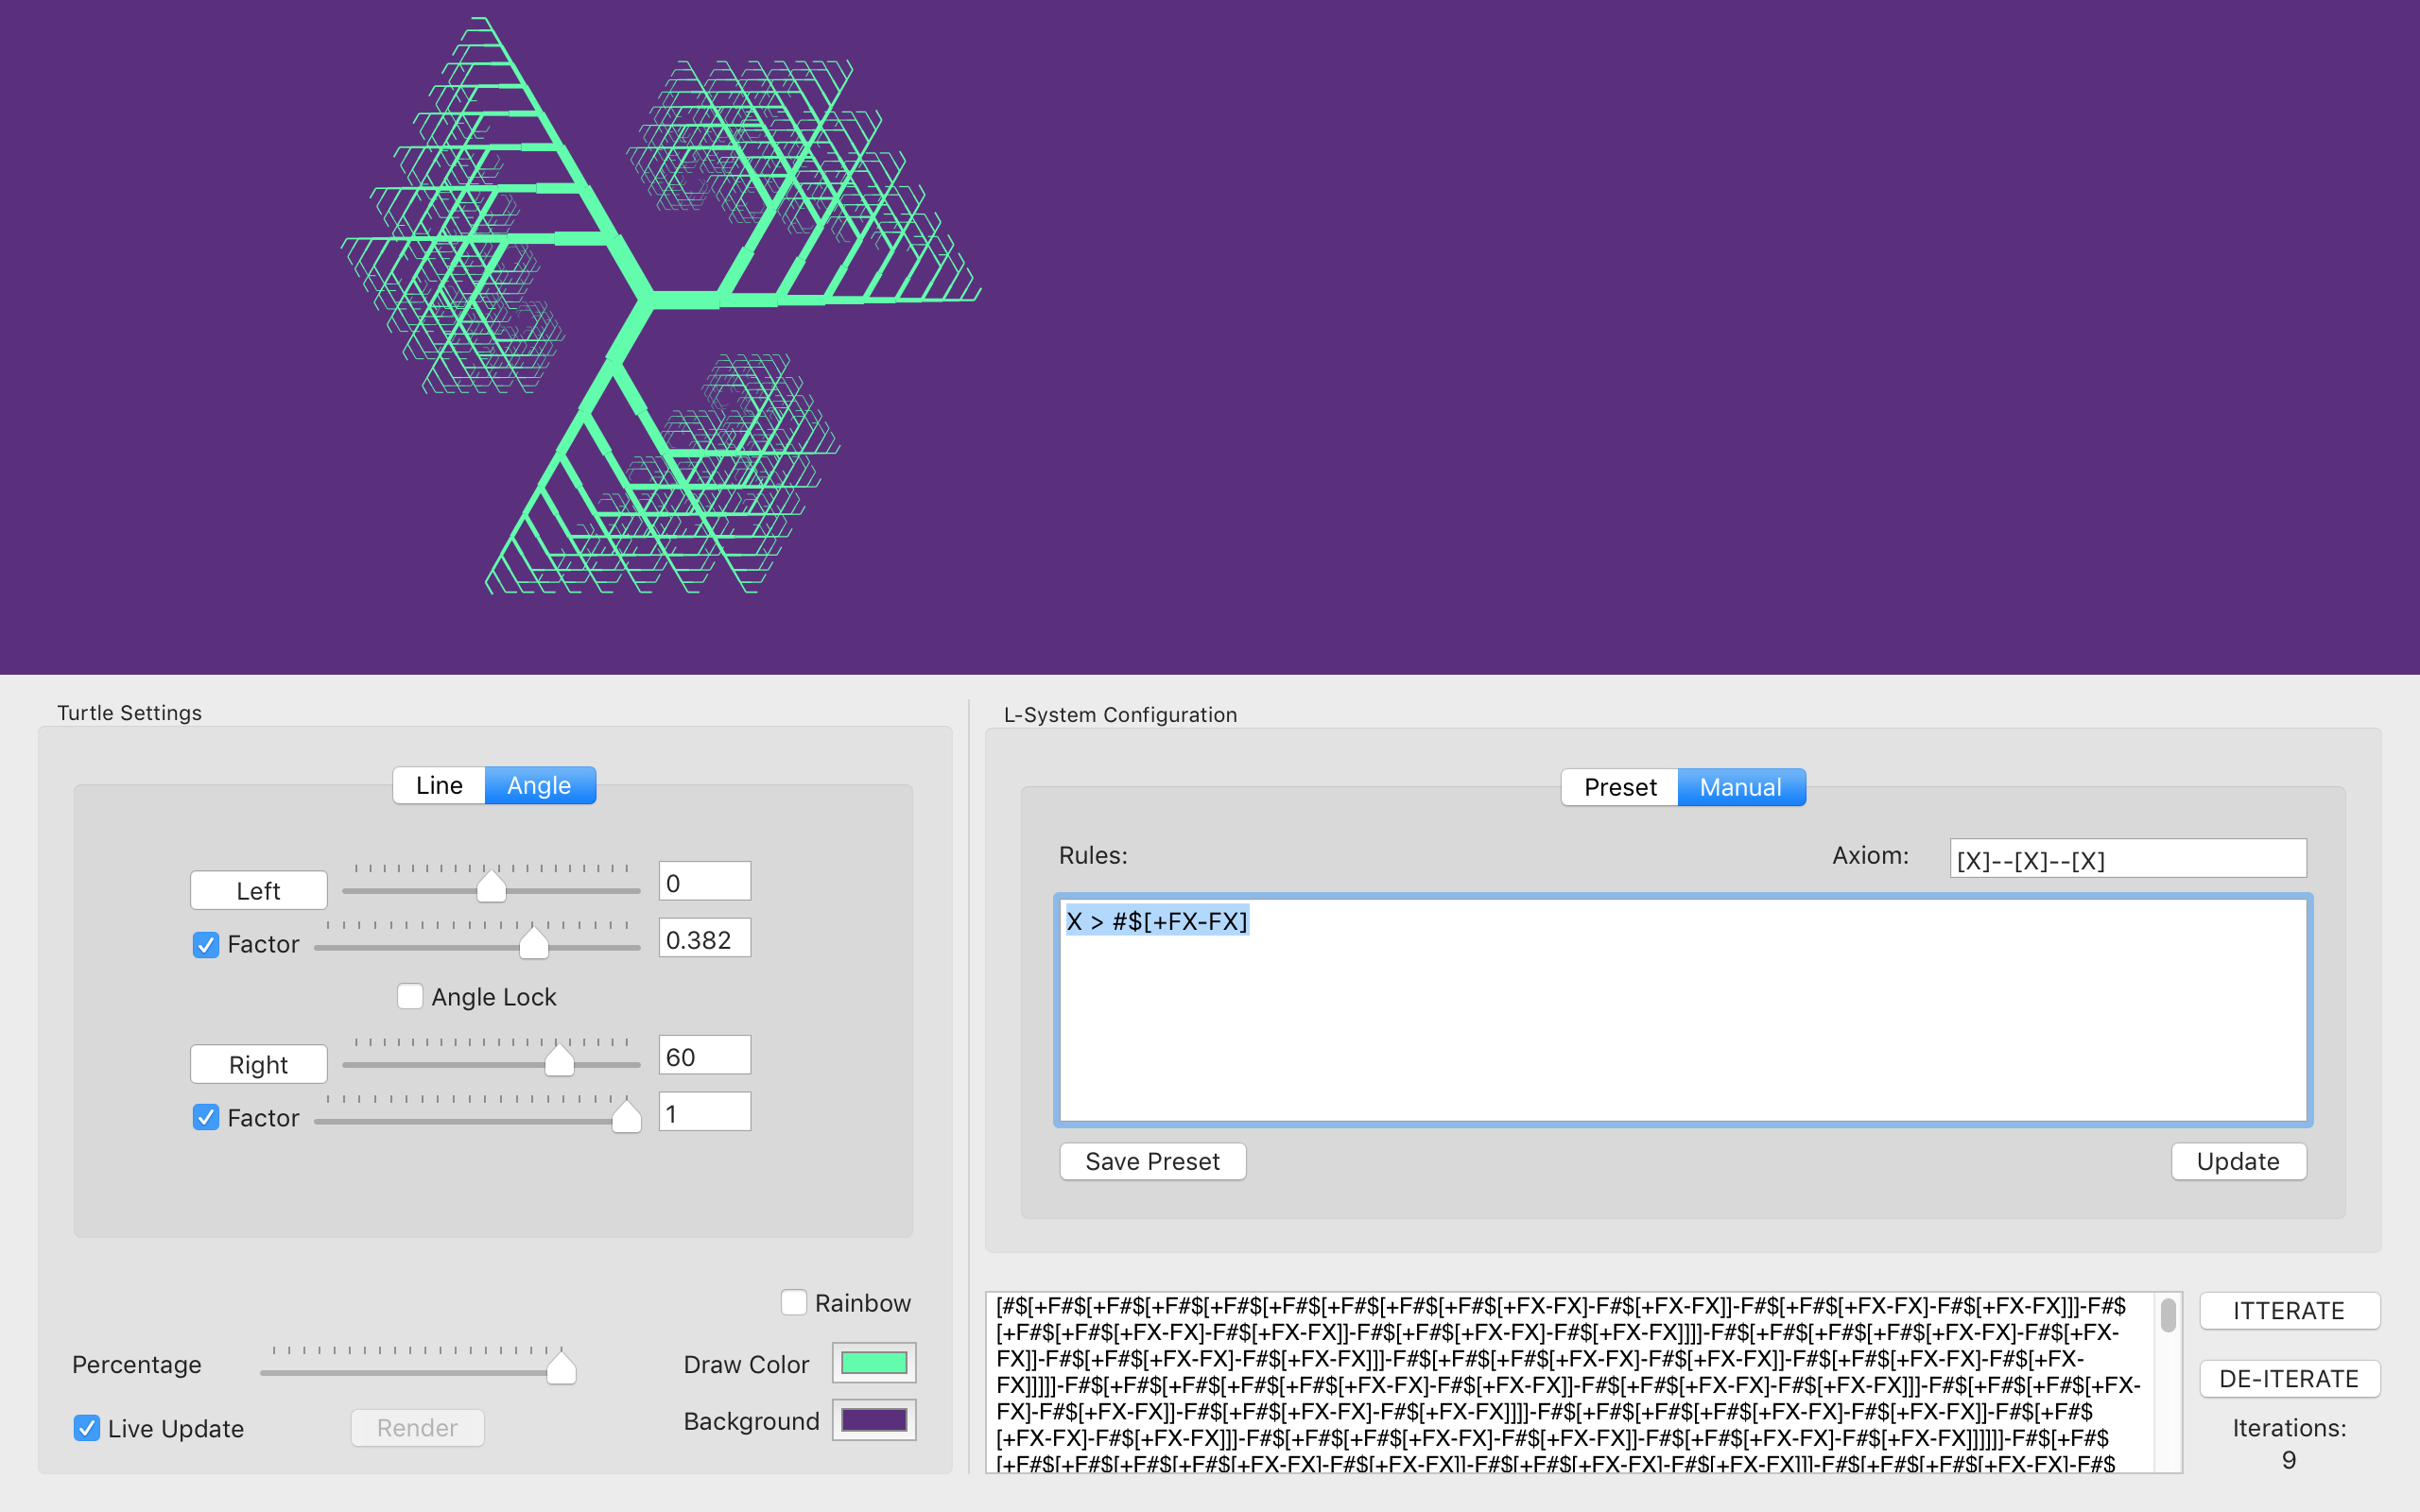 Turtle Settings
Line Angle
Left 0
Factor 0.382
Angle Lock
Right 60
Factor 1
Rainbow
Percentage
Draw Color
Live Update
Render
Background
L-System Configuration
Preset Manual
Rules:
Axiom: [X]--[X]--[X]
X > #$[+FX-FX]
Save Preset
Update
[#$[+F#$[+F#$[+F#$[+F#$[+F#$[+F#$[+F#$[+F#$[+FX-FX]-F#$[+FX-FX]]-F#$[+F#$[+FX-FX]-F#$[+FX-FX]]]-F#$
[+F#$[+F#$[+FX-FX]-F#$[+FX-FX]]-F#$[+F#$[+FX-FX]-F#$[+FX-FX]]]]-F#$[+F#$[+F#$[+F#$[+FX-FX]-F#$[+FX-
FX]]-F#$[+F#$[+FX-FX]-F#$[+FX-FX]]]-F#$[+F#$[+F#$[+FX-FX]-F#$[+FX-FX]]-F#$[+F#$[+FX-FX]-F#$[+FX-
FX]]]]]-F#$[+F#$[+F#$[+F#$[+F#$[+FX-FX]-F#$[+FX-FX]]-F#$[+F#$[+FX-FX]-F#$[+FX-FX]]]-F#$[+F#$[+F#$[+FX-
FX]-F#$[+FX-FX]]-F#$[+F#$[+FX-FX]-F#$[+FX-FX]]]]-F#$[+F#$[+F#$[+F#$[+FX-FX]-F#$[+FX-FX]]-F#$[+F#$
[+FX-FX]-F#$[+FX-FX]]]-F#$[+F#$[+F#$[+FX-FX]-F#$[+FX-FX]]-F#$[+F#$[+FX-FX]-F#$[+FX-FX]]]]]]-F#$[+F#$
[+F#$[+F#$[+F#$[+F#$[+FX-FX]-F#$[+FX-FX]]-F#$[+F#$[+FX-FX]-F#$[+FX-FX]]]-F#$[+F#$[+F#$[+FX-FX]-F#$
ITTERATE
DE-ITERATE
Iterations:
9